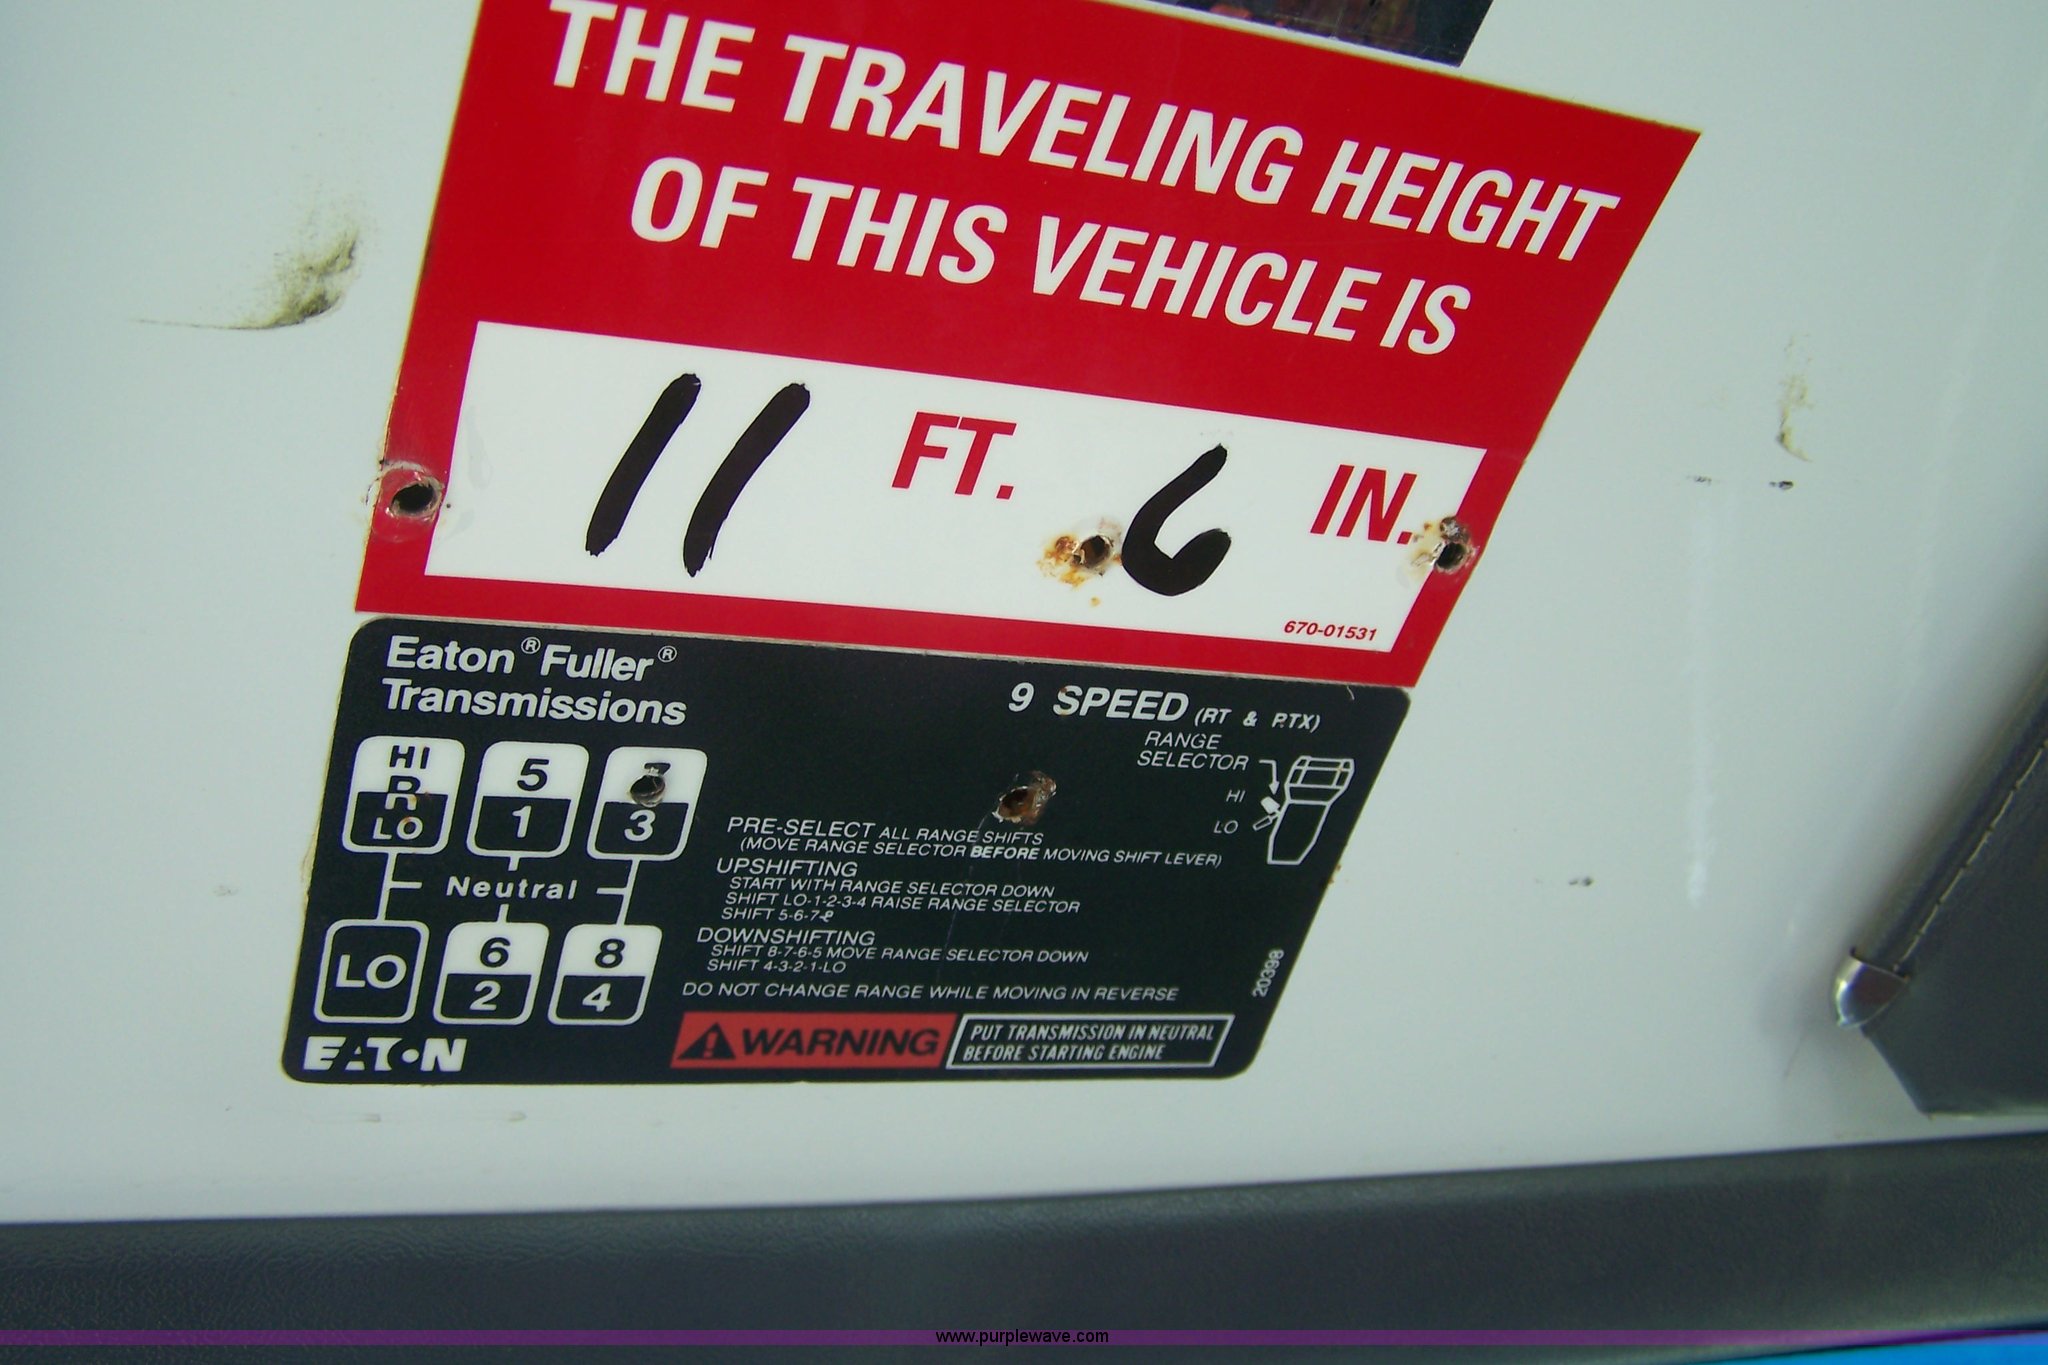 THE TRAVELING HEIGHT
OF THIS VEHICLE IS
11 FT. 6 IN.
670-01531
Eaton® Fuller®
Transmissions
9 SPEED (RT & RTX)
RANGE
SELECTOR
HI
LO
HI
R
LO
5
1
3
Neutral
LO
6
2
8
4
PRE-SELECT ALL RANGE SHIFTS
(MOVE RANGE SELECTOR BEFORE MOVING SHIFT LEVER)
UPSHIFTING
START WITH RANGE SELECTOR DOWN
SHIFT LO-1-2-3-4 RAISE RANGE SELECTOR
SHIFT 5-6-7-8
DOWNSHIFTING
SHIFT 8-7-6-5 MOVE RANGE SELECTOR DOWN
SHIFT 4-3-2-1-LO
DO NOT CHANGE RANGE WHILE MOVING IN REVERSE
20398
EATON
WARNING
PUT TRANSMISSION IN NEUTRAL
BEFORE STARTING ENGINE
www.purplewave.com